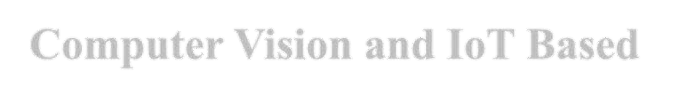 Computer Vision and IoT Based